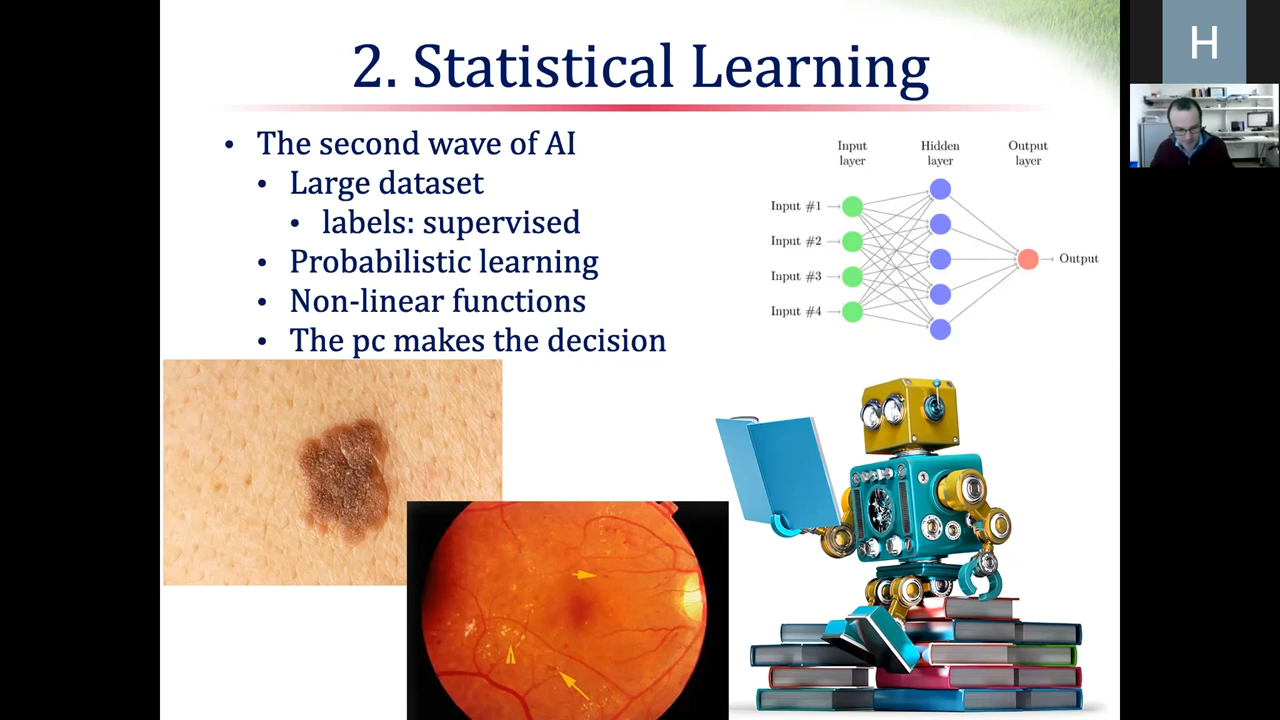 2. Statistical Learning
H
• The second wave of AI
• Large dataset
• labels: supervised
• Probabilistic learning
• Non-linear functions
• The pc makes the decision
Input layer
Hidden layer
Output layer
Input #1
Input #2
Input #3
Input #4
Output